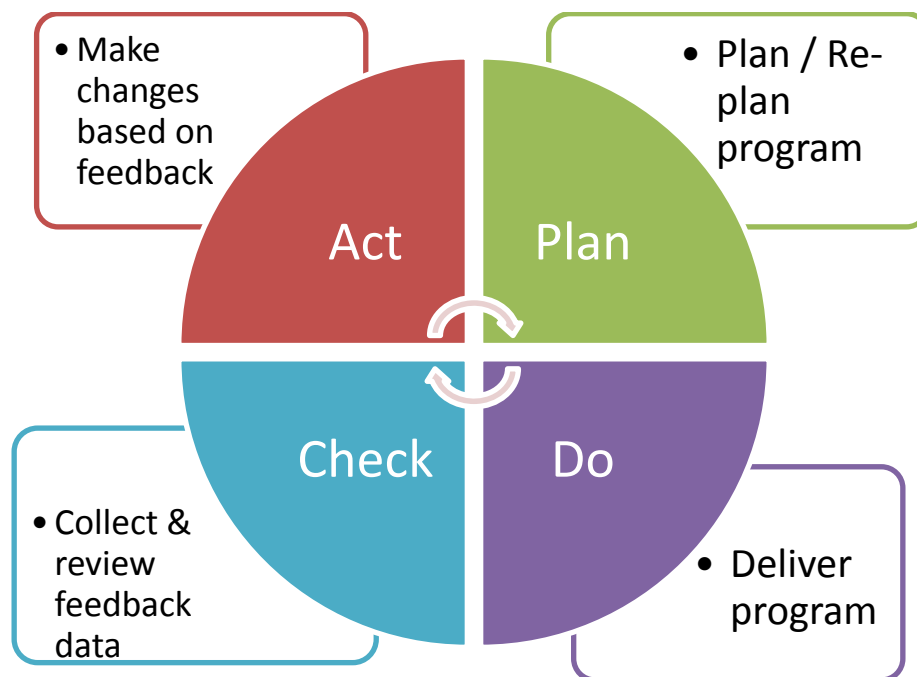 • Make
changes
based on
feedback
• Plan / Re-
plan
program
Act
Plan
Check
Do
• Collect &
review
feedback
data
• Deliver
program